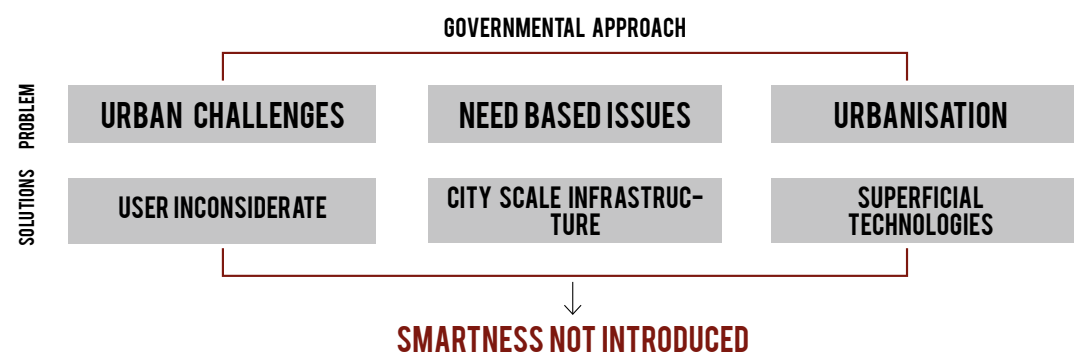 GOVERNMENTAL APPROACH
PROBLEM
URBAN CHALLENGES
NEED BASED ISSUES
URBANISATION
SOLUTIONS
USER INCONSIDERATE
CITY SCALE INFRASTRUC-
TURE
SUPERFICIAL
TECHNOLOGIES
SMARTNESS NOT INTRODUCED